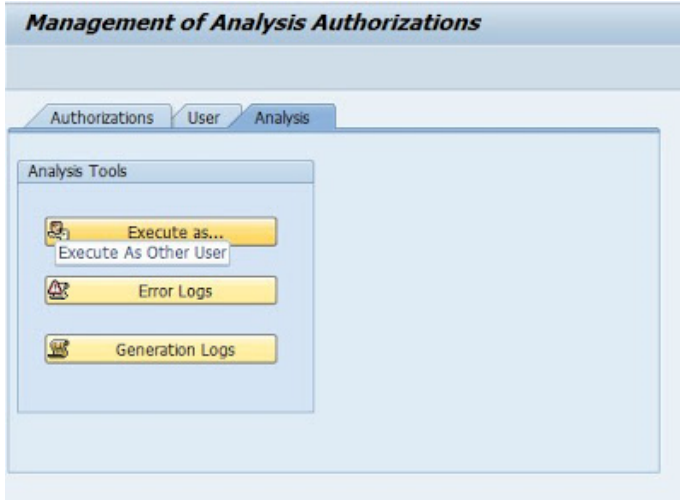 Management of Analysis Authorizations
Authorizations User Analysis
Analysis Tools
Execute as...
Execute As Other User
Error Logs
Generation Logs